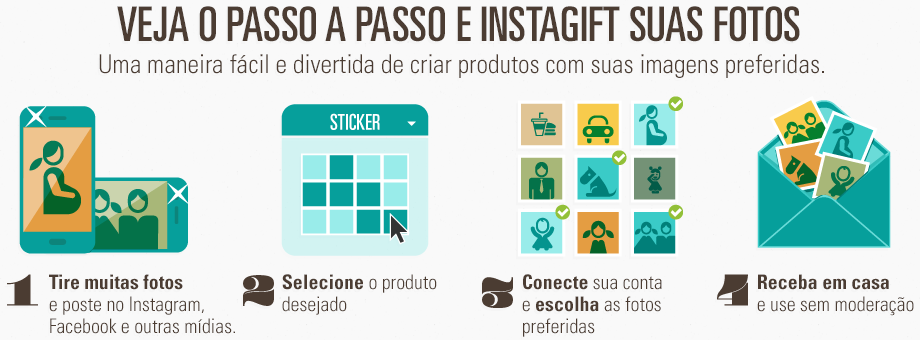 VEJA O PASSO A PASSO E INSTAGIFT SUAS FOTOS
Uma maneira fácil e divertida de criar produtos com suas imagens preferidas.
STICKER
1 Tire muitas fotos
e poste no Instagram,
Facebook e outras mídias.
2 Selecione o produto
desejado
3 Conecte sua conta
e escolha as fotos
preferidas
4 Receba em casa
e use sem moderação